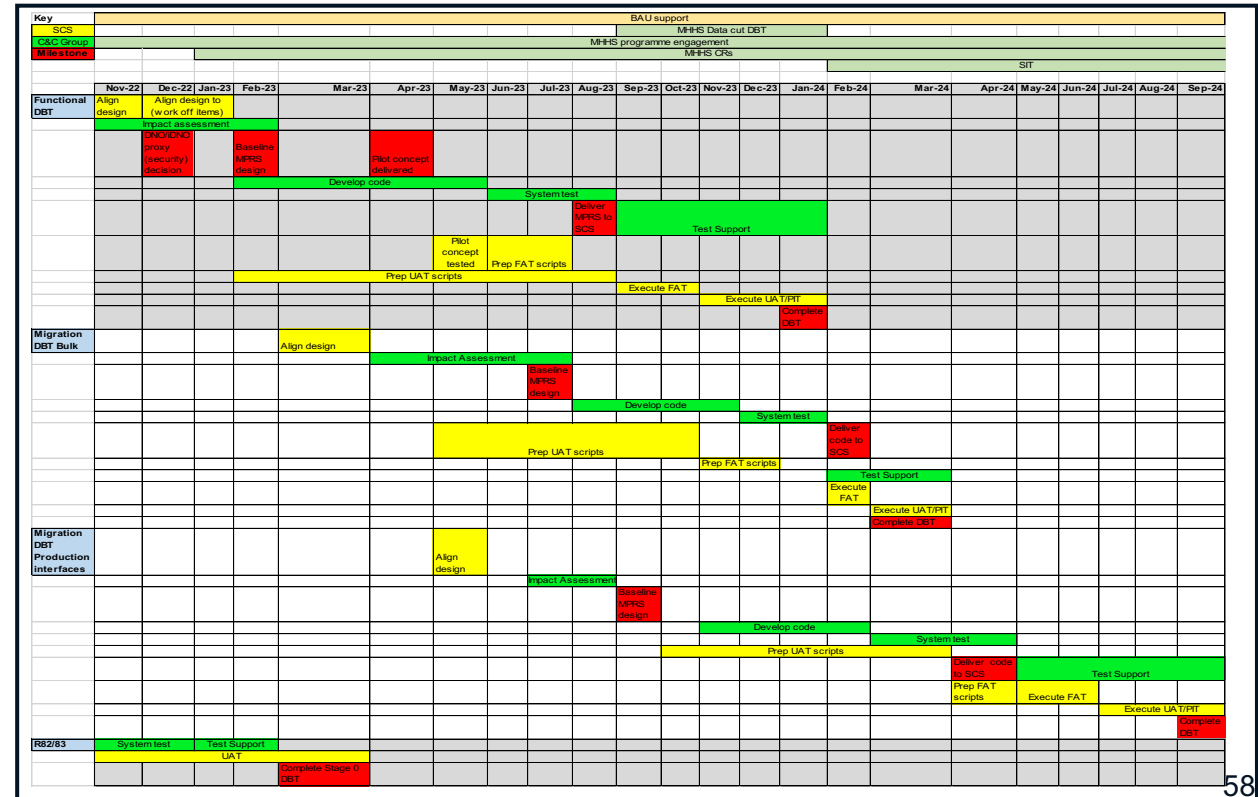 Key
BAU support
SCS
MHHS Data cut DBT
C&C Group
MHHS programme engagement
Milestone
MHHS CRs
SIT
Nov-22 Dec-22 Jan-23 Feb-23 Mar-23 Apr-23 May-23 Jun-23 Jul-23 Aug-23 Sep-23 Oct-23 Nov-23 Dec-23 Jan-24 Feb-24 Mar-24 Apr-24 May-24 Jun-24 Jul-24 Aug-24 Sep-24
Functional
DBT
Align
design
Align design to
(work off items)
Impact assessment
DNO/iDNO
proxy
(security)
decision
Baseline
MPRS
design
Pilot concept
delivered
Develop code
System test
Deliver
MPRS to
SCS
Test Support
Pilot
concept
tested
Prep FAT scripts
Prep UAT scripts
Execute FAT
Execute UAT/PIT
Complete
DBT
Migration
DBT Bulk
Align design
Impact Assessment
Baseline
MPRS
design
Develop code
System test
Prep UAT scripts
Deliver
code to
SCS
Prep FAT scripts
Test Support
Execute
FAT
Execute UAT/PIT
Complete DBT
Migration
DBT
Production
interfaces
Align
design
Impact Assessment
Baseline
MPRS
design
Develop code
System test
Prep UAT scripts
Deliver code
to SCS
Test Support
Prep FAT
scripts
Execute FAT
Execute UAT/PIT
Complete
DBT
R82/83
System test
Test Support
UAT
Complete Stage 0
DBT
58